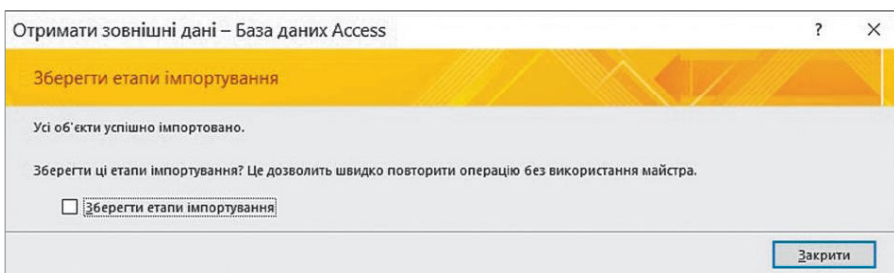 Отримати зовнішні дані – База даних Access
? ×
Зберегти етапи імпортування
Усі об'єкти успішно імпортовано.
Зберегти ці етапи імпортування? Це дозволить швидко повторити операцію без використання майстра.
Зберегти етапи імпортування
Закрити